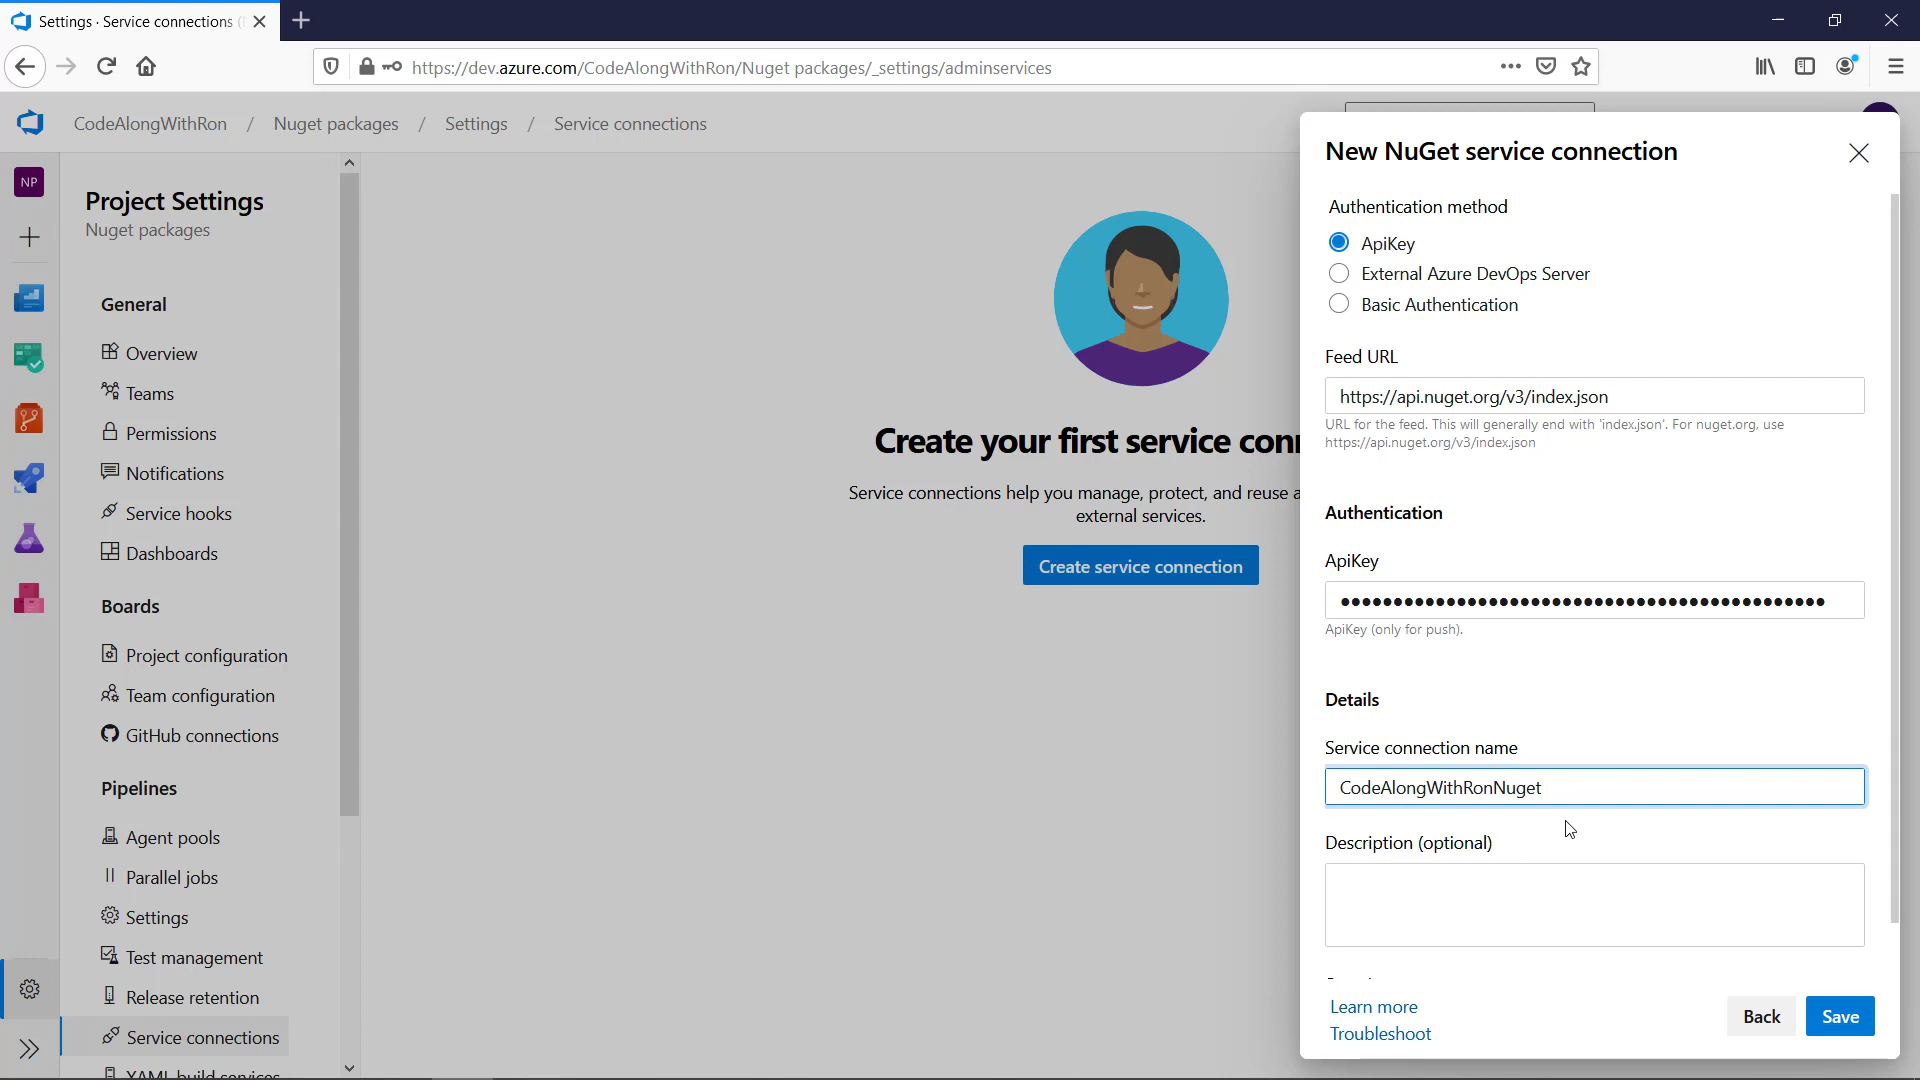 Settings · Service connections (
https://dev.azure.com/CodeAlongWithRon/Nuget packages/_settings/adminservices
CodeAlongWithRon / Nuget packages / Settings / Service connections
NP
Project Settings
Nuget packages
General
Overview
Teams
Permissions
Notifications
Service hooks
Dashboards
Boards
Project configuration
Team configuration
GitHub connections
Pipelines
Agent pools
Parallel jobs
Settings
Test management
Release retention
Service connections
YAML build services
Create your first service conn
Service connections help you manage, protect, and reuse a
external services.
Create service connection
New NuGet service connection
Authentication method
ApiKey
External Azure DevOps Server
Basic Authentication
Feed URL
https://api.nuget.org/v3/index.json
URL for the feed. This will generally end with 'index.json'. For nuget.org, use
https://api.nuget.org/v3/index.json
Authentication
ApiKey
ApiKey (only for push).
Details
Service connection name
CodeAlongWithRonNuget
Description (optional)
Learn more
Troubleshoot
Back
Save